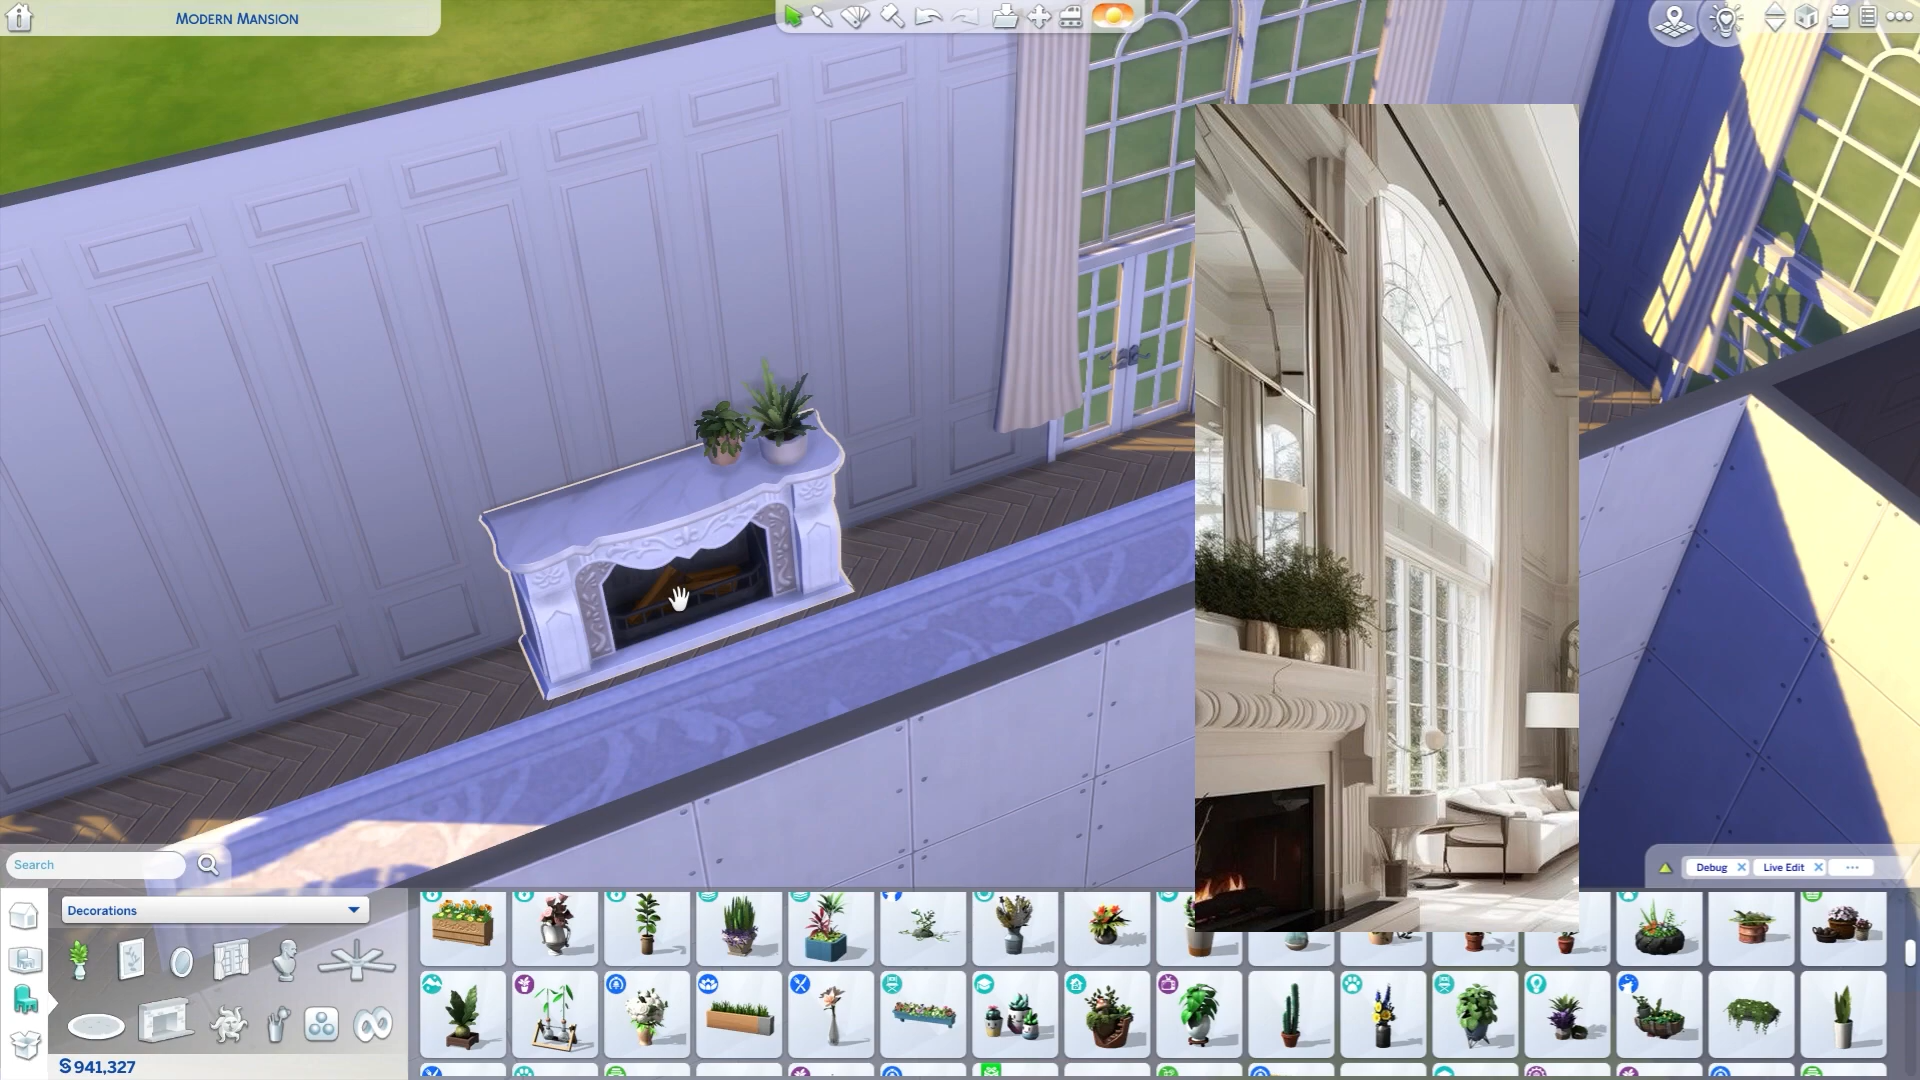 MODERN MANSION
Search
Debug
Live Edit
Decorations
941,327